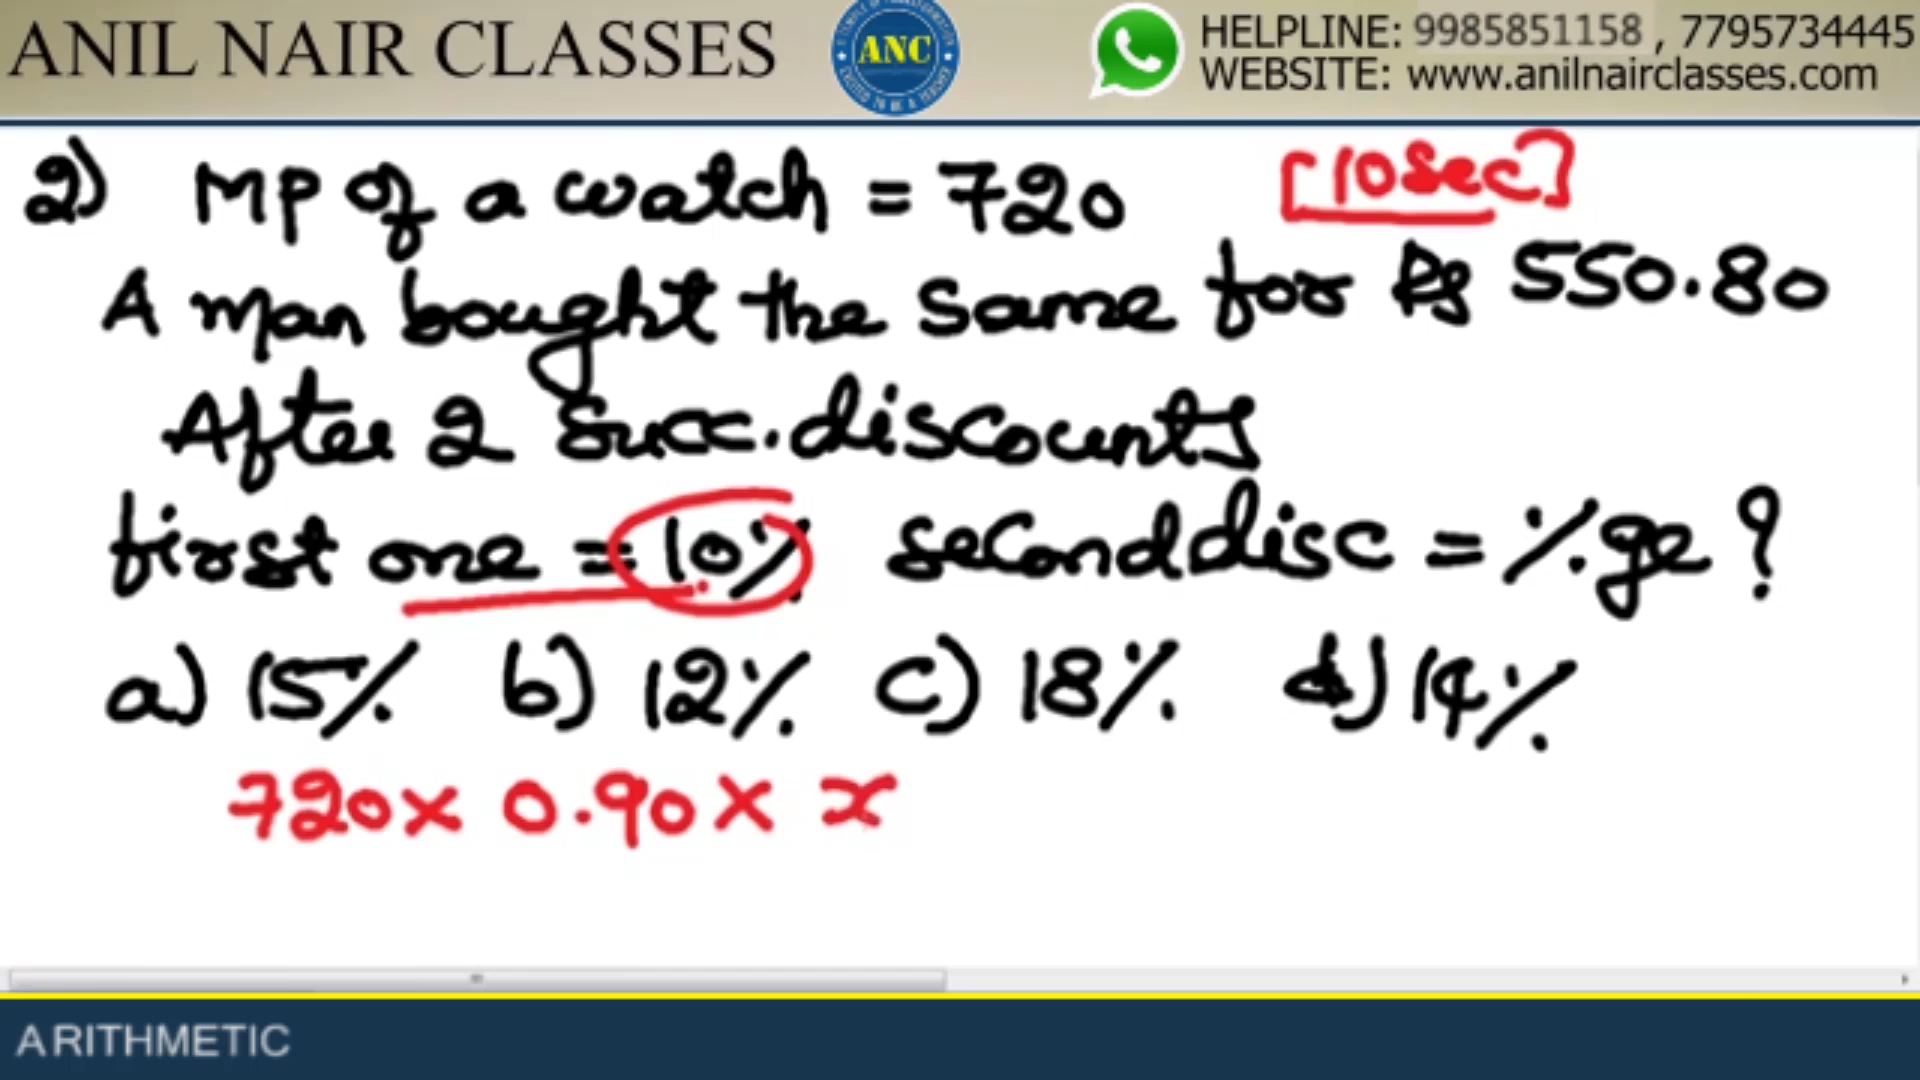 ANIL NAIR CLASSES
ANC
HELPLINE: 9985851158 , 7795734445
WEBSITE: www.anilnairclasses.com
2) MP of a watch = 720 [10sec]
A man bought the same for Rs 550.80
After 2 Succ. discounts
first one = 10% second disc = %ge ?
a) 15% b) 12% c) 18% d) 14%
720 x 0.90 x x
ARITHMETIC